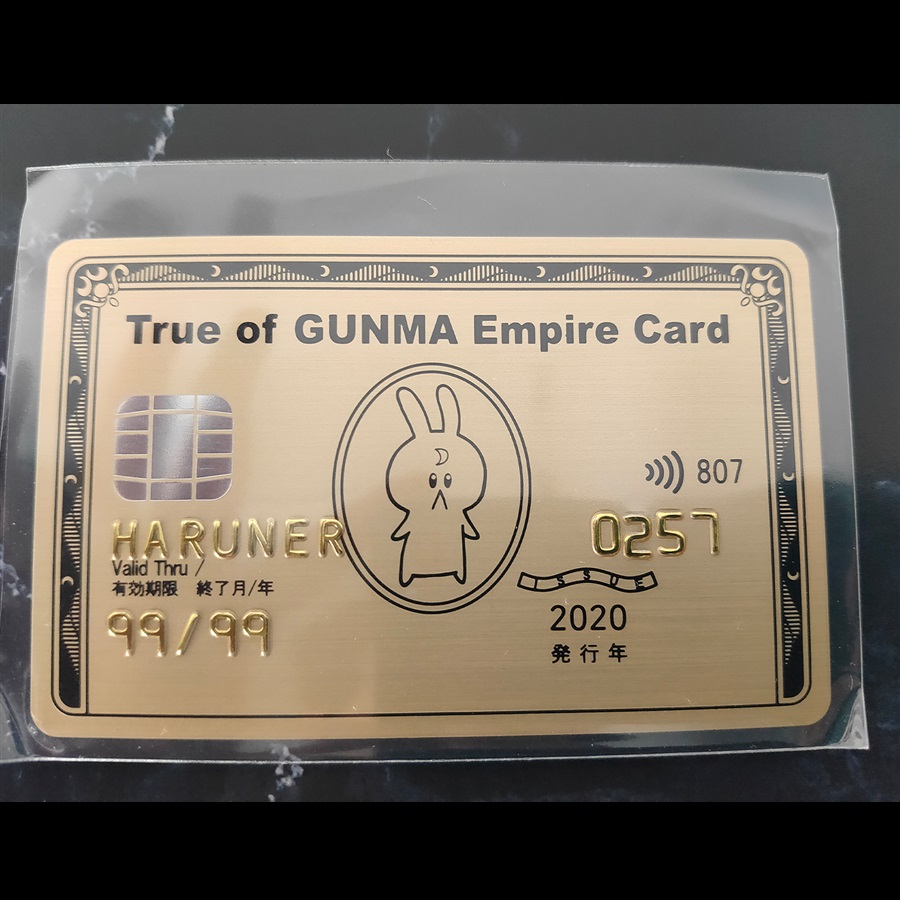 True of GUNMA Empire Card
807
HARUNER
0257
Valid Thru /
有効期限 終了月/年
ISSUE
99/99
2020
発行年